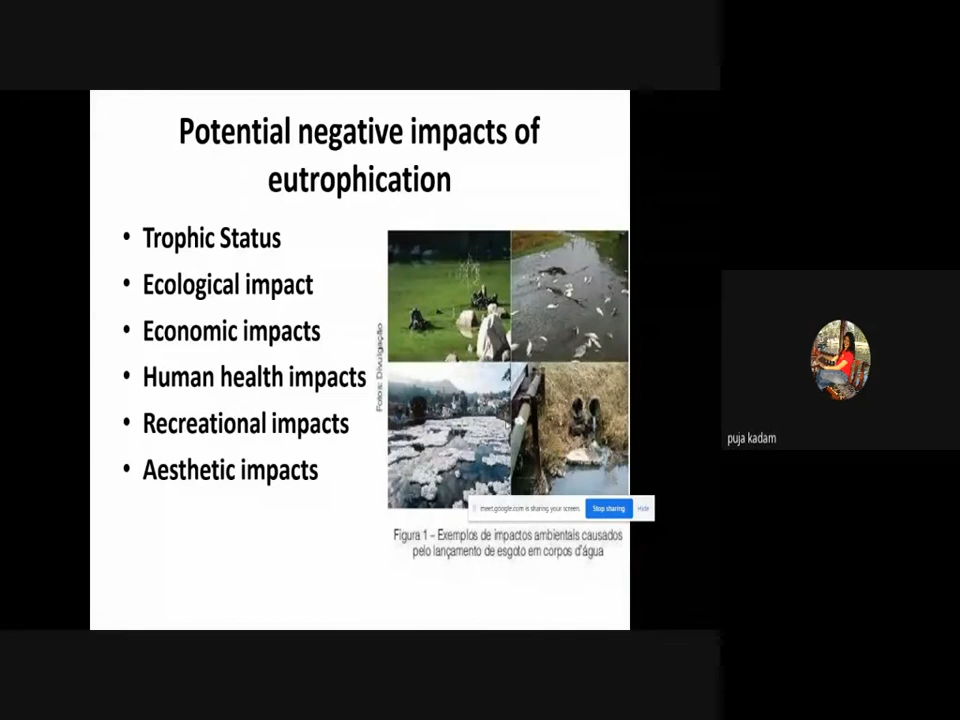 Potential negative impacts of
eutrophication
• Trophic Status
• Ecological impact
• Economic impacts
• Human health impacts
• Recreational impacts
• Aesthetic impacts
Fotos: Divulgação
meet.google.com is sharing your screen.
Stop sharing
Hide
Figura 1 – Exemplos de impactos ambientais causados
pelo lançamento de esgoto em corpos d'água
puja kadam